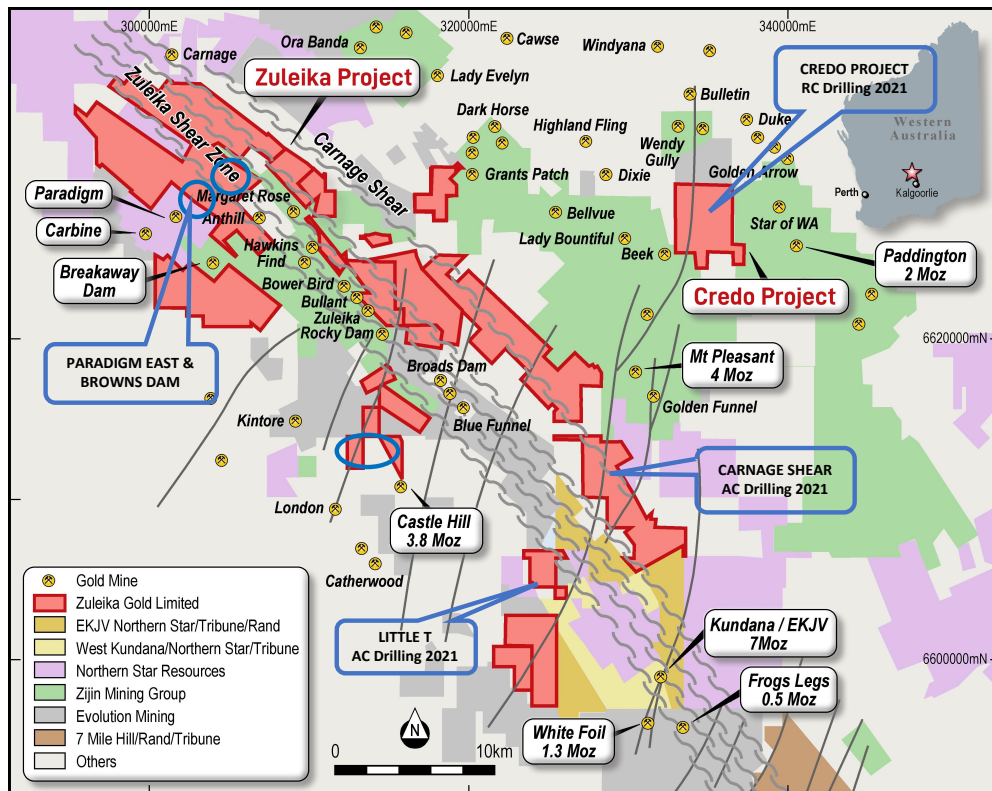 300000mE
320000mE
340000mE
Carnage
Ora Banda
Cawse
Windyana
Zuleika Project
Lady Evelyn
CREDO PROJECT
RC Drilling 2021
Zuleika Shear Zone
Carnage Shear
Bulletin
Dark Horse
Highland Fling
Duke
Wendy
Gully
Western
Australia
Grants Patch
Dixie
Golden Arrow
Perth
Kalgoorlie
Paradigm
Margaret Rose
Carbine
Anthill
Bellvue
Star of WA
Lady Bountiful
Beek
Hawkins
Find
Paddington
2 Moz
Breakaway
Dam
Bower Bird
Bullant
Zuleika
Rocky Dam
Credo Project
6620000mN
PARADIGM EAST &
BROWNS DAM
Broads Dam
Mt Pleasant
4 Moz
Golden Funnel
Kintore
Blue Funnel
CARNAGE SHEAR
AC Drilling 2021
London
Castle Hill
3.8 Moz
Catherwood
Gold Mine
Zuleika Gold Limited
EKJV Northern Star/Tribune/Rand
West Kundana/Northern Star/Tribune
Northern Star Resources
Zijin Mining Group
Evolution Mining
7 Mile Hill/Rand/Tribune
Others
LITTLE T
AC Drilling 2021
Kundana / EKJV
7Moz
6600000mN
Frogs Legs
0.5 Moz
White Foil
1.3 Moz
N
0
10km